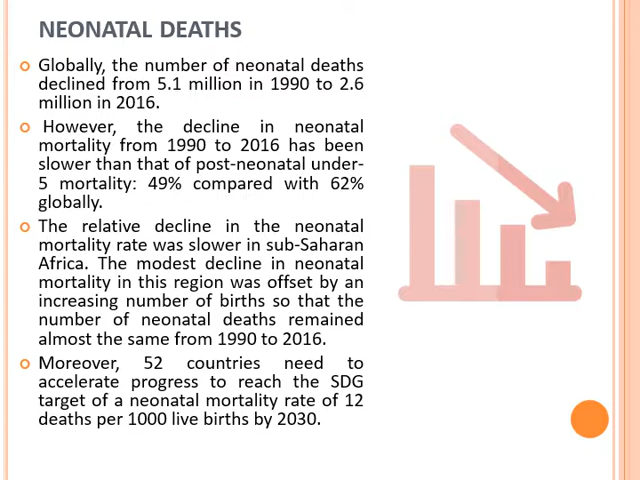 NEONATAL DEATHS
Globally, the number of neonatal deaths
declined from 5.1 million in 1990 to 2.6
million in 2016.
However, the decline in neonatal
mortality from 1990 to 2016 has been
slower than that of post-neonatal under-
5 mortality: 49% compared with 62%
globally.
The relative decline in the neonatal
mortality rate was slower in sub-Saharan
Africa. The modest decline in neonatal
mortality in this region was offset by an
increasing number of births so that the
number of neonatal deaths remained
almost the same from 1990 to 2016.
Moreover, 52 countries need to
accelerate progress to reach the SDG
target of a neonatal mortality rate of 12
deaths per 1000 live births by 2030.